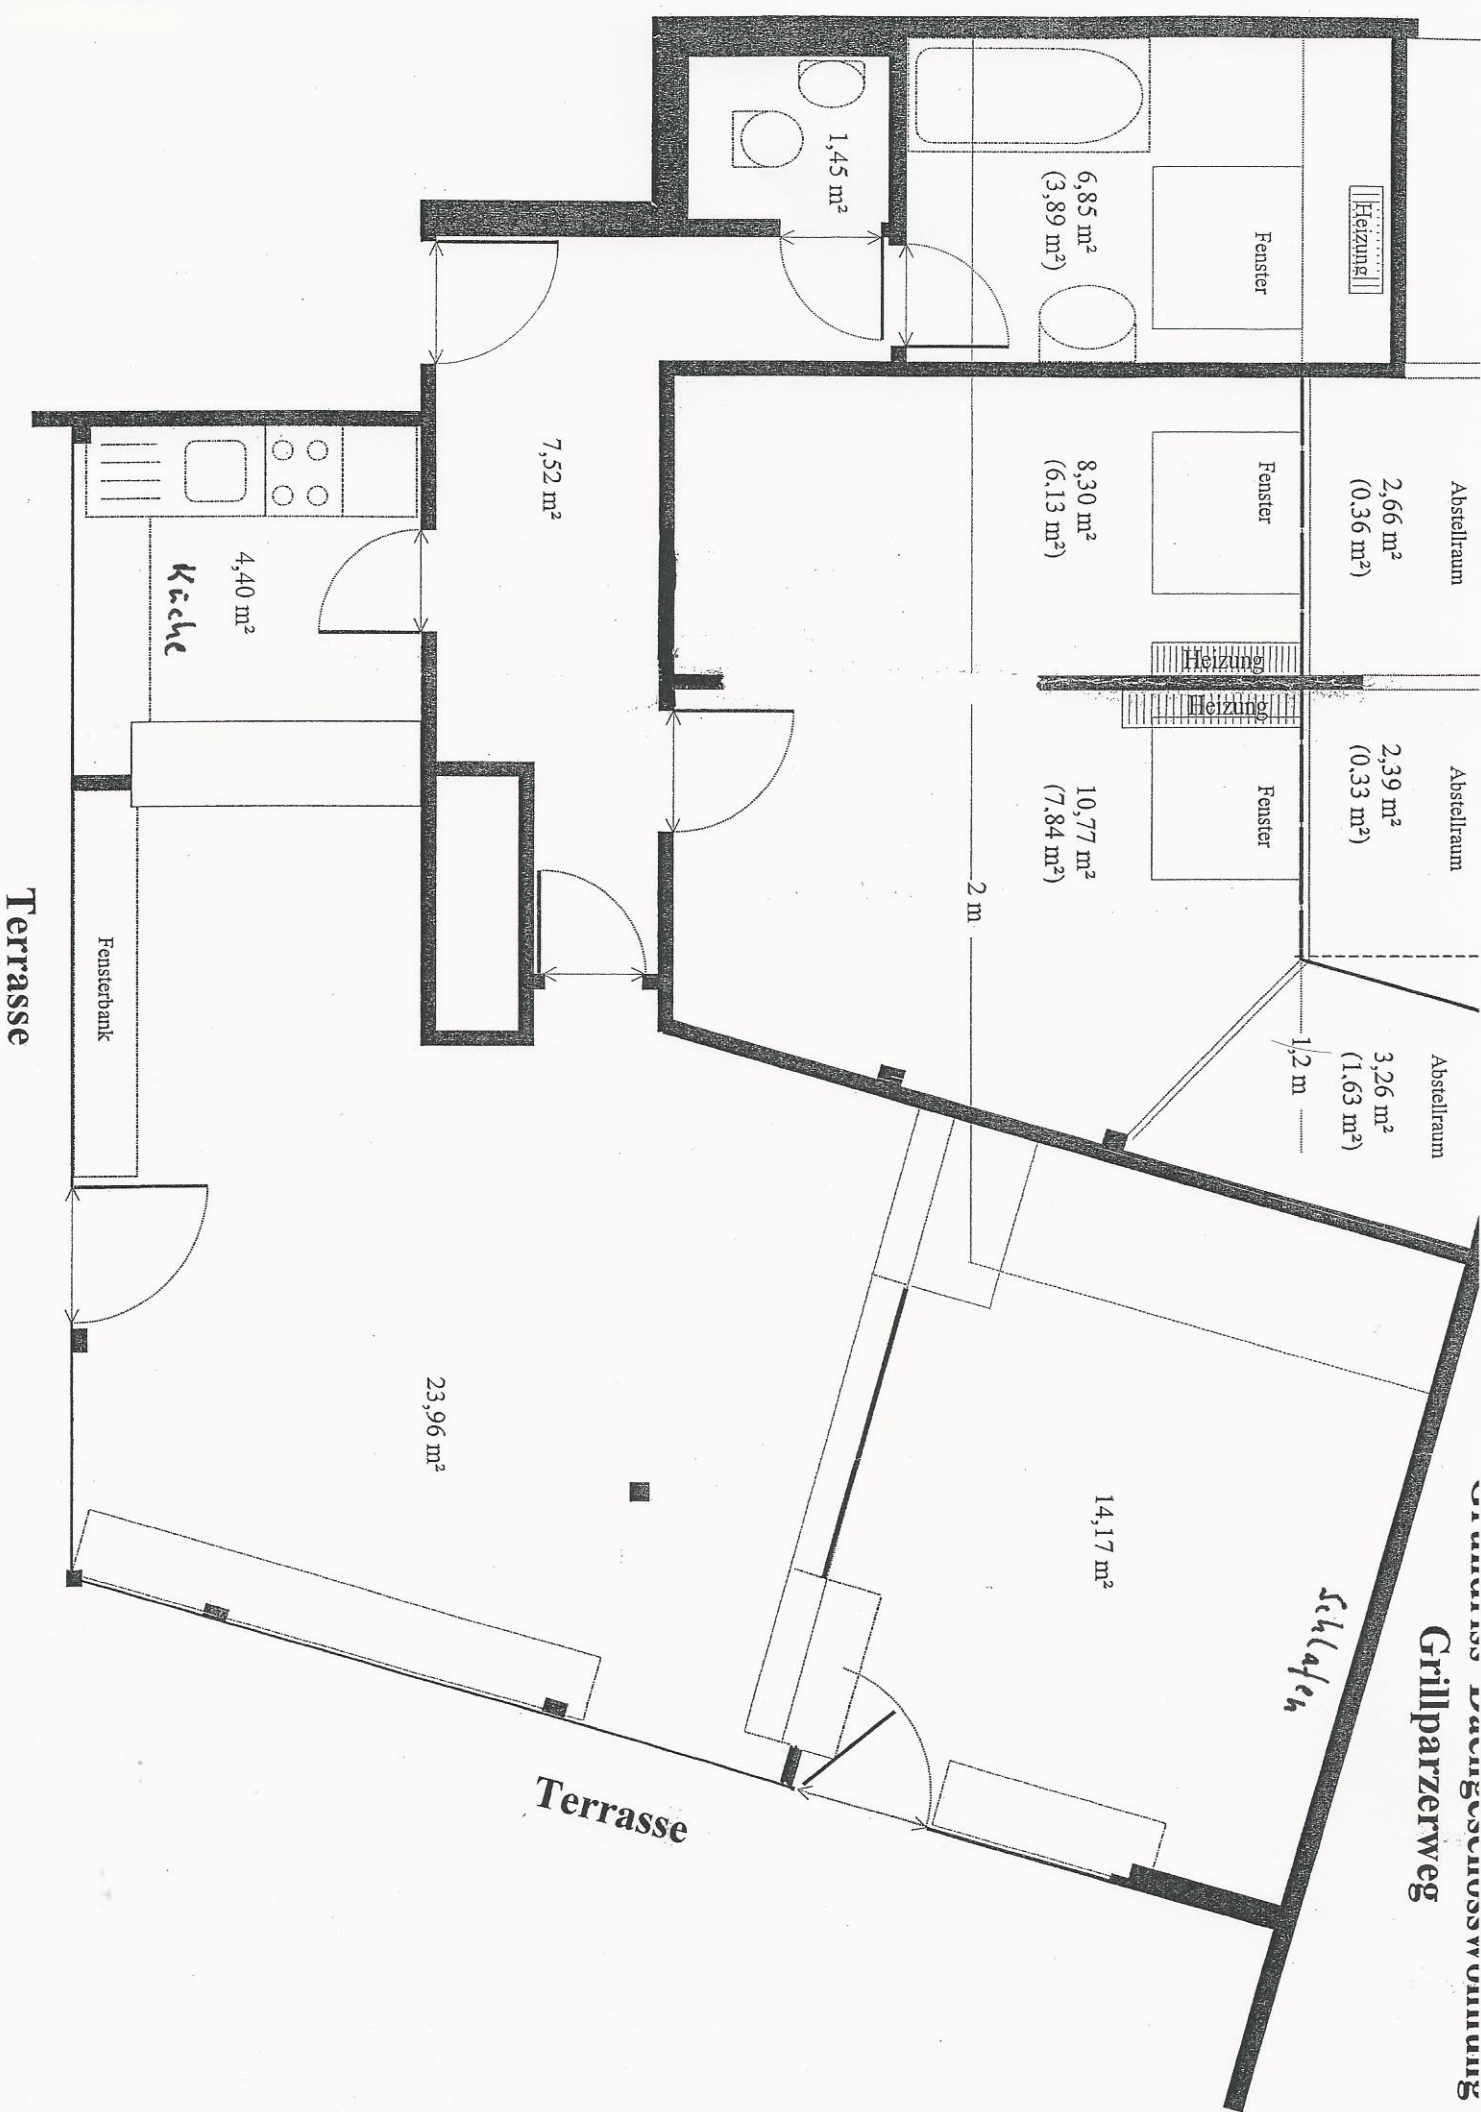 Grundriss Dachgeschosswohnung
Grillparzerweg
Abstellraum
2,66 m²
(0.36 m²)
Abstellraum
2,39 m²
(0,33 m²)
Abstellraum
3,26 m²
(1,63 m²)
1,2 m
Heizung
Fenster
6,85 m²
(3,89 m²)
1,45 m²
Fenster
8,30 m²
(6.13 m²)
Heizung
Heizung
Fenster
10,77 m²
(7.84 m²)
2 m
14,17 m²
Schlafen
7,52 m²
4,40 m²
Küche
23,96 m²
Fensterbank
Terrasse
Terrasse